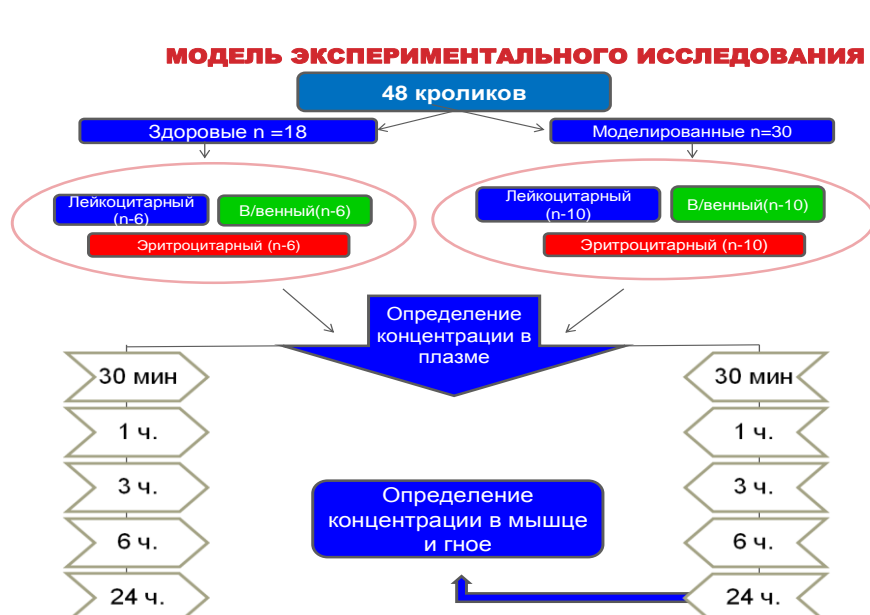 МОДЕЛЬ ЭКСПЕРИМЕНТАЛЬНОГО ИССЛЕДОВАНИЯ
48 кроликов
Здоровые n =18
Моделированные n=30
Лейкоцитарный
(n-6)
В/венный(n-6)
Эритроцитарный (n-6)
Лейкоцитарный
(n-10)
В/венный(n-10)
Эритроцитарный (n-10)
Определение
концентрации в
плазме
30 мин
1 ч.
3 ч.
6 ч.
24 ч.
30 мин
1 ч.
3 ч.
6 ч.
24 ч.
Определение
концентрации в мышце
и гное